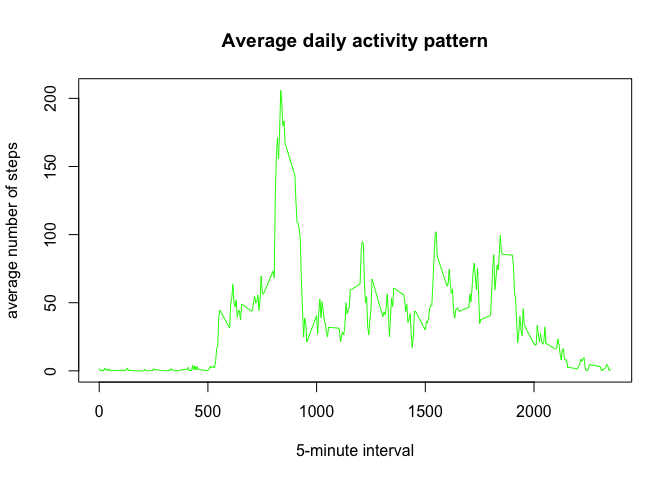 Average daily activity pattern
average number of steps
200
150
100
50
0
0 500 1000 1500 2000
5-minute interval